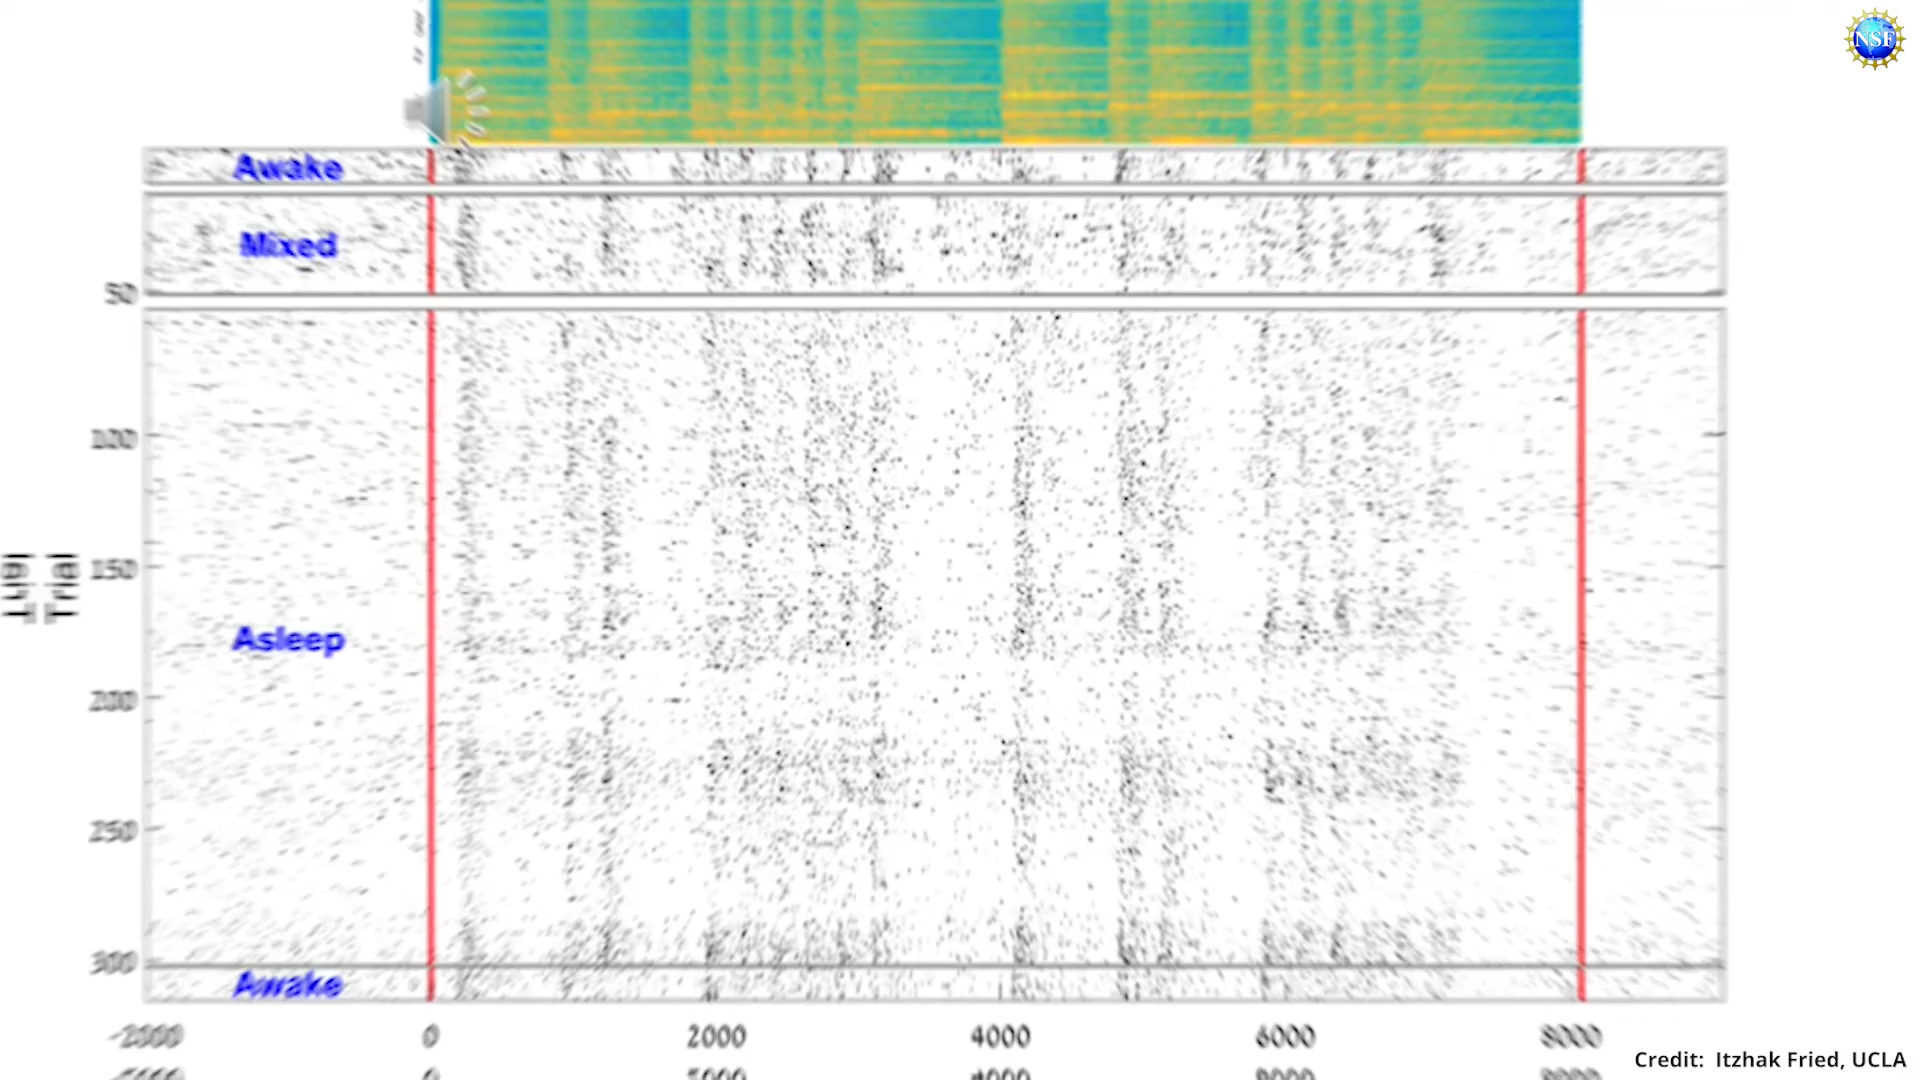 NSF
Awake
Mixed
50
100
150
Trial
Asleep
200
250
300
Awake
-2000 0 2000 4000 6000 8000
Credit: Itzhak Fried, UCLA